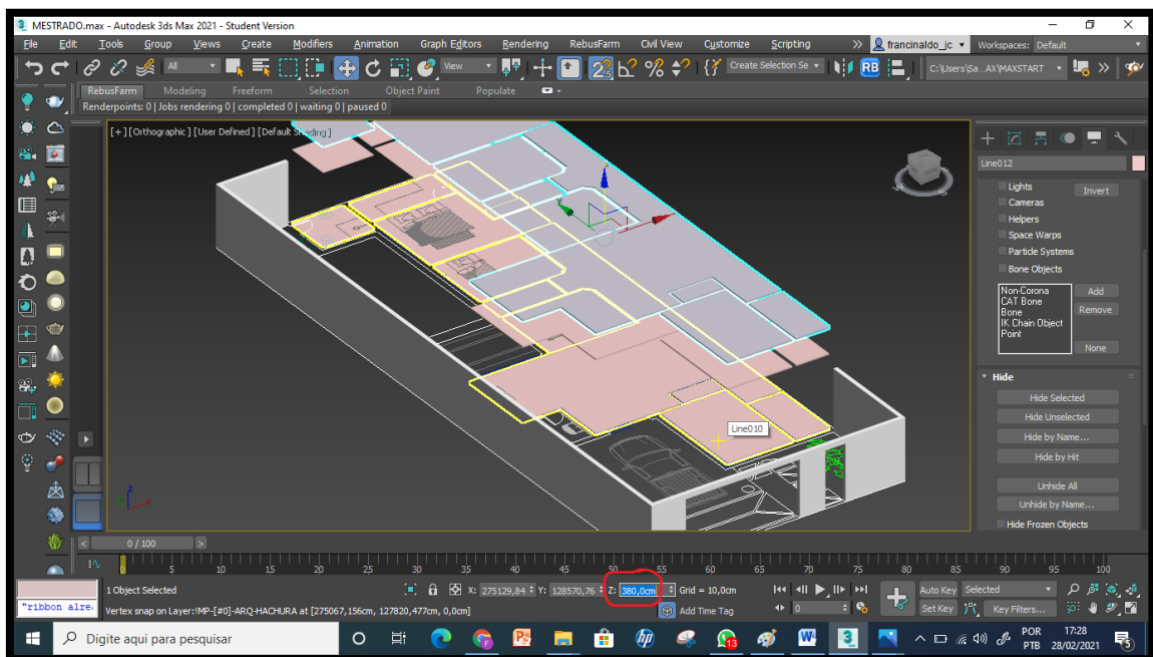 MESTRADO.max - Autodesk 3ds Max 2021 - Student Version
File Edit Tools Group Views Create Modifiers Animation Graph Editors Rendering RebusFarm Civil View Customize Scripting francinaldo_jc Workspaces: Default
All View Create Selection Se RB C:\Users\Sa...AX\MAXSTART
RebusFarm Modeling Freeform Selection Object Paint Populate
Renderpoints: 0 | Jobs rendering 0 | completed 0 | waiting 0 | paused 0
[+] [Orthographic] [User Defined] [Default Shading]
Line012
Lights Invert
Cameras
Helpers
Space Warps
Particle Systems
Bone Objects
Non-Corona Add
CAT Bone
Bone Remove
IK Chain Object
Point
None
Hide
Hide Selected
Hide Unselected
Hide by Name...
Hide by Hit
Unhide All
Unhide by Name...
Hide Frozen Objects
Line010
0 / 100
0 5 10 15 20 25 30 35 40 45 50 55 60 65 70 75 80 85 90 95 100
1 Object Selected X: 275129,84 Y: 128570,76 Z: 380,0cm Grid = 10,0cm Auto Key Selected
"ribbon alre Vertex snap on Layer:!MP-[#0]-ARQ-HACHURA at [275067,156cm, 127820,477cm, 0,0cm] Add Time Tag 0 Set Key Key Filters...
Digite aqui para pesquisar POR 17:28
PTB 28/02/2021